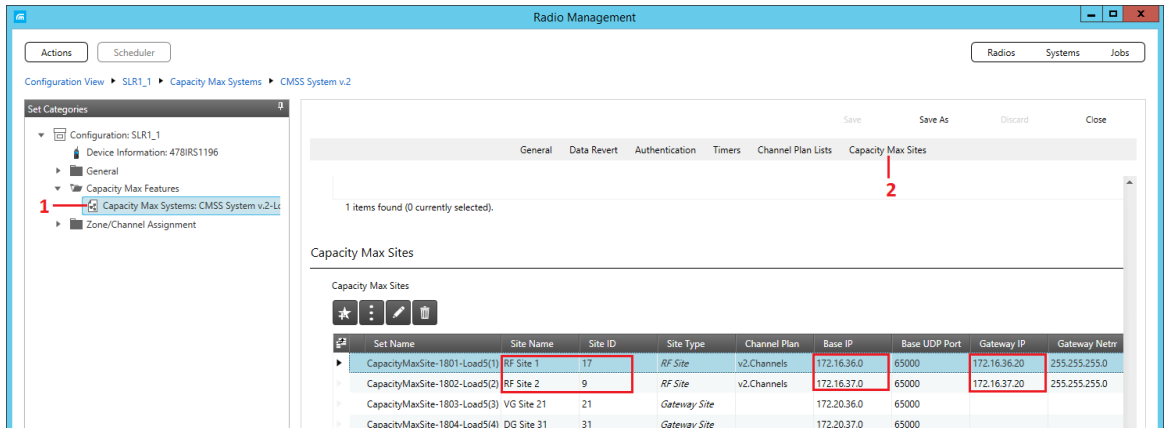 Radio Management
Actions Scheduler Radios Systems Jobs
Configuration View SLR1_1 Capacity Max Systems CMSS System v.2
Set Categories
Configuration: SLR1_1
Device Information: 478IRS1196
General
Capacity Max Features
1 Capacity Max Systems: CMSS System v.2-Lo
Zone/Channel Assignment
Save Save As Discard Close
General Data Revert Authentication Timers Channel Plan Lists Capacity Max Sites
2
1 items found (0 currently selected).
Capacity Max Sites
Capacity Max Sites
Set Name Site Name Site ID Site Type Channel Plan Base IP Base UDP Port Gateway IP Gateway Netm
CapacityMaxSite-1801-Load5(1) RF Site 1 17 RF Site v2.Channels 172.16.36.0 65000 172.16.36.20 255.255.255.0
CapacityMaxSite-1802-Load5(2) RF Site 2 9 RF Site v2.Channels 172.16.37.0 65000 172.16.37.20 255.255.255.0
CapacityMaxSite-1803-Load5(3) VG Site 21 21 Gateway Site 172.20.36.0 65000
CapacityMaxSite-1804-Load5(4) DG Site 31 31 Gateway Site 172.20.37.0 65000